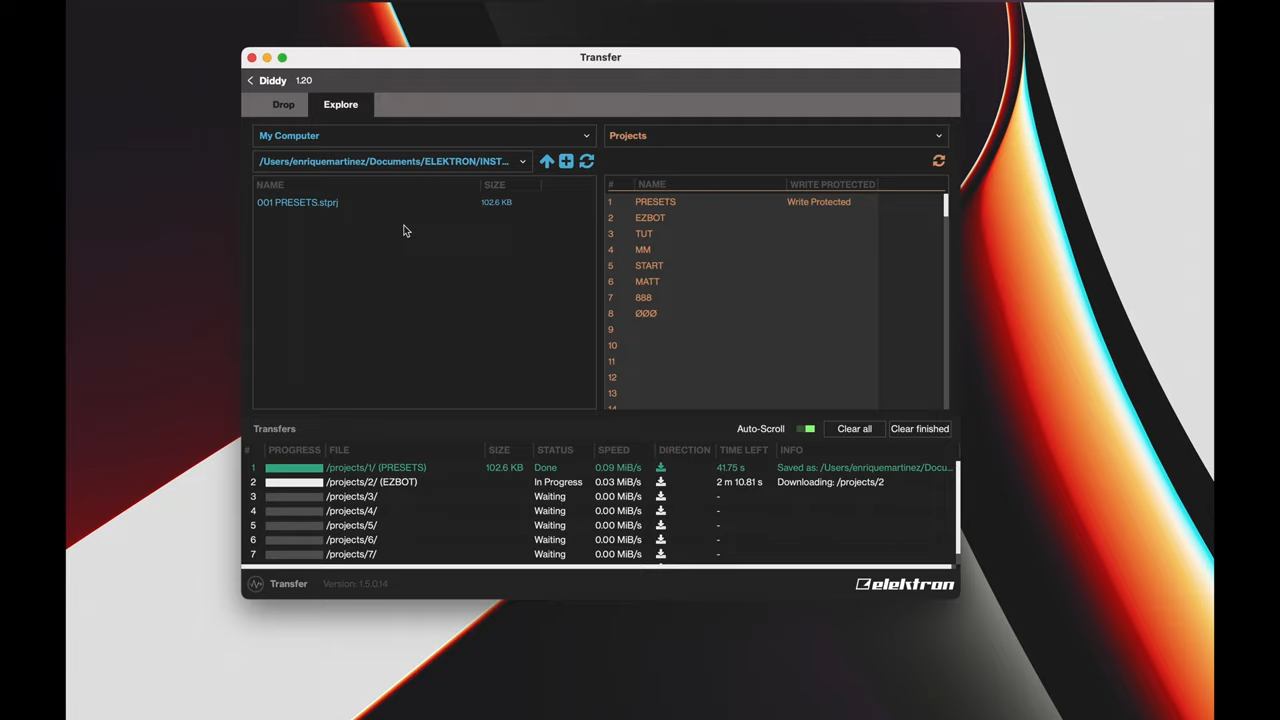 Transfer
Diddy 1.20
Drop Explore
My Computer
Projects
/Users/enriquemartinez/Documents/ELEKTRON/INST...
NAME SIZE
001 PRESETS.stprj 102.6 KB
# NAME WRITE PROTECTED
1 PRESETS Write Protected
2 EZBOT
3 TUT
4 MM
5 START
6 MATT
7 888
8 ØØØ
9
10
11
12
13
14
Transfers Auto-Scroll Clear all Clear finished
# PROGRESS FILE SIZE STATUS SPEED DIRECTION TIME LEFT INFO
1 /projects/1/ (PRESETS) 102.6 KB Done 0.09 MiB/s 41.75 s Saved as: /Users/enriquemartinez/Docu...
2 /projects/2/ (EZBOT) In Progress 0.03 MiB/s 2 m 10.81 s Downloading: /projects/2
3 /projects/3/ Waiting 0.00 MiB/s -
4 /projects/4/ Waiting 0.00 MiB/s -
5 /projects/5/ Waiting 0.00 MiB/s -
6 /projects/6/ Waiting 0.00 MiB/s -
7 /projects/7/ Waiting 0.00 MiB/s -
Transfer Version: 1.5.0.14 elektron